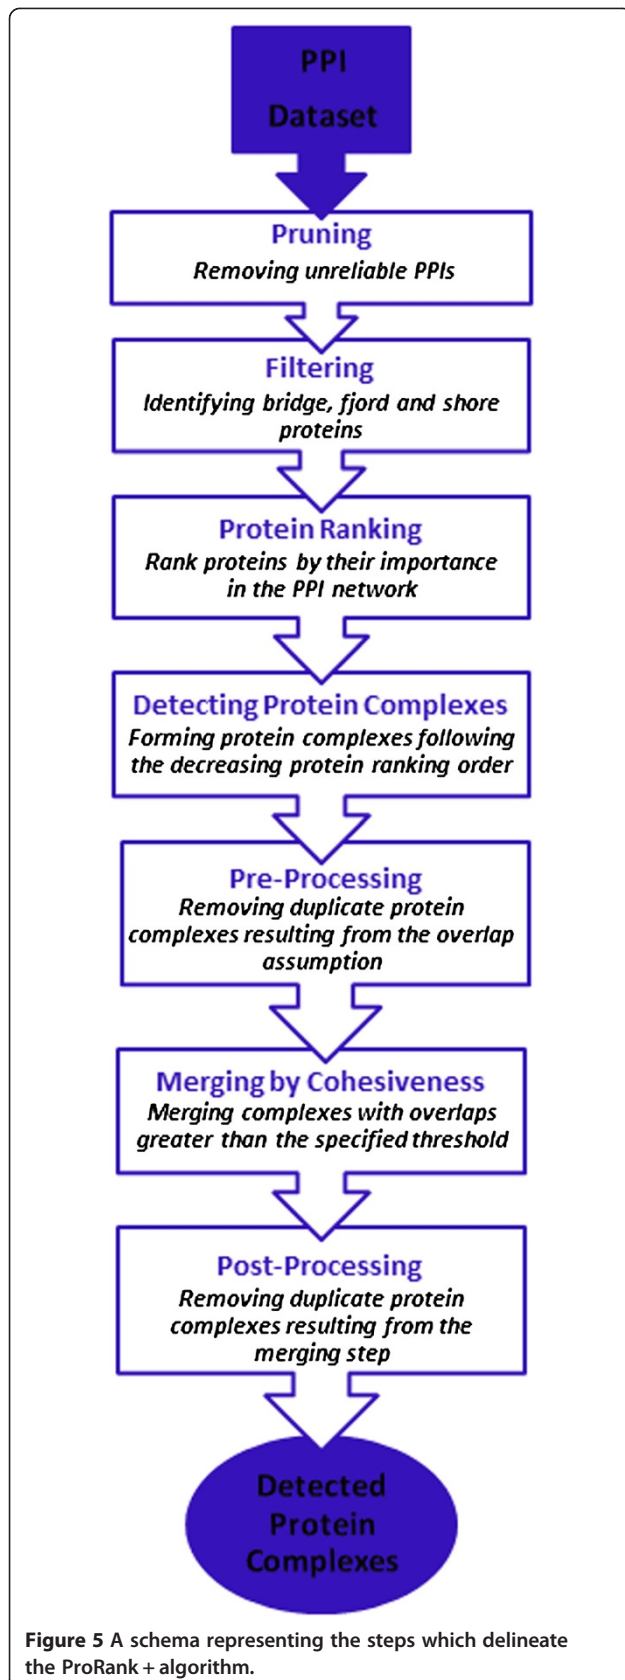 PPI
Dataset
Pruning
Removing unreliable PPIs
Filtering
Identifying bridge, fjord and shore
proteins
Protein Ranking
Rank proteins by their importance
in the PPI network
Detecting Protein Complexes
Forming protein complexes following
the decreasing protein ranking order
Pre-Processing
Removing duplicate protein
complexes resulting from the overlap
assumption
Merging by Cohesiveness
Merging complexes with overlaps
greater than the specified threshold
Post-Processing
Removing duplicate protein
complexes resulting from the
merging step
Detected
Protein
Complexes
Figure 5 A schema representing the steps which delineate
the ProRank + algorithm.